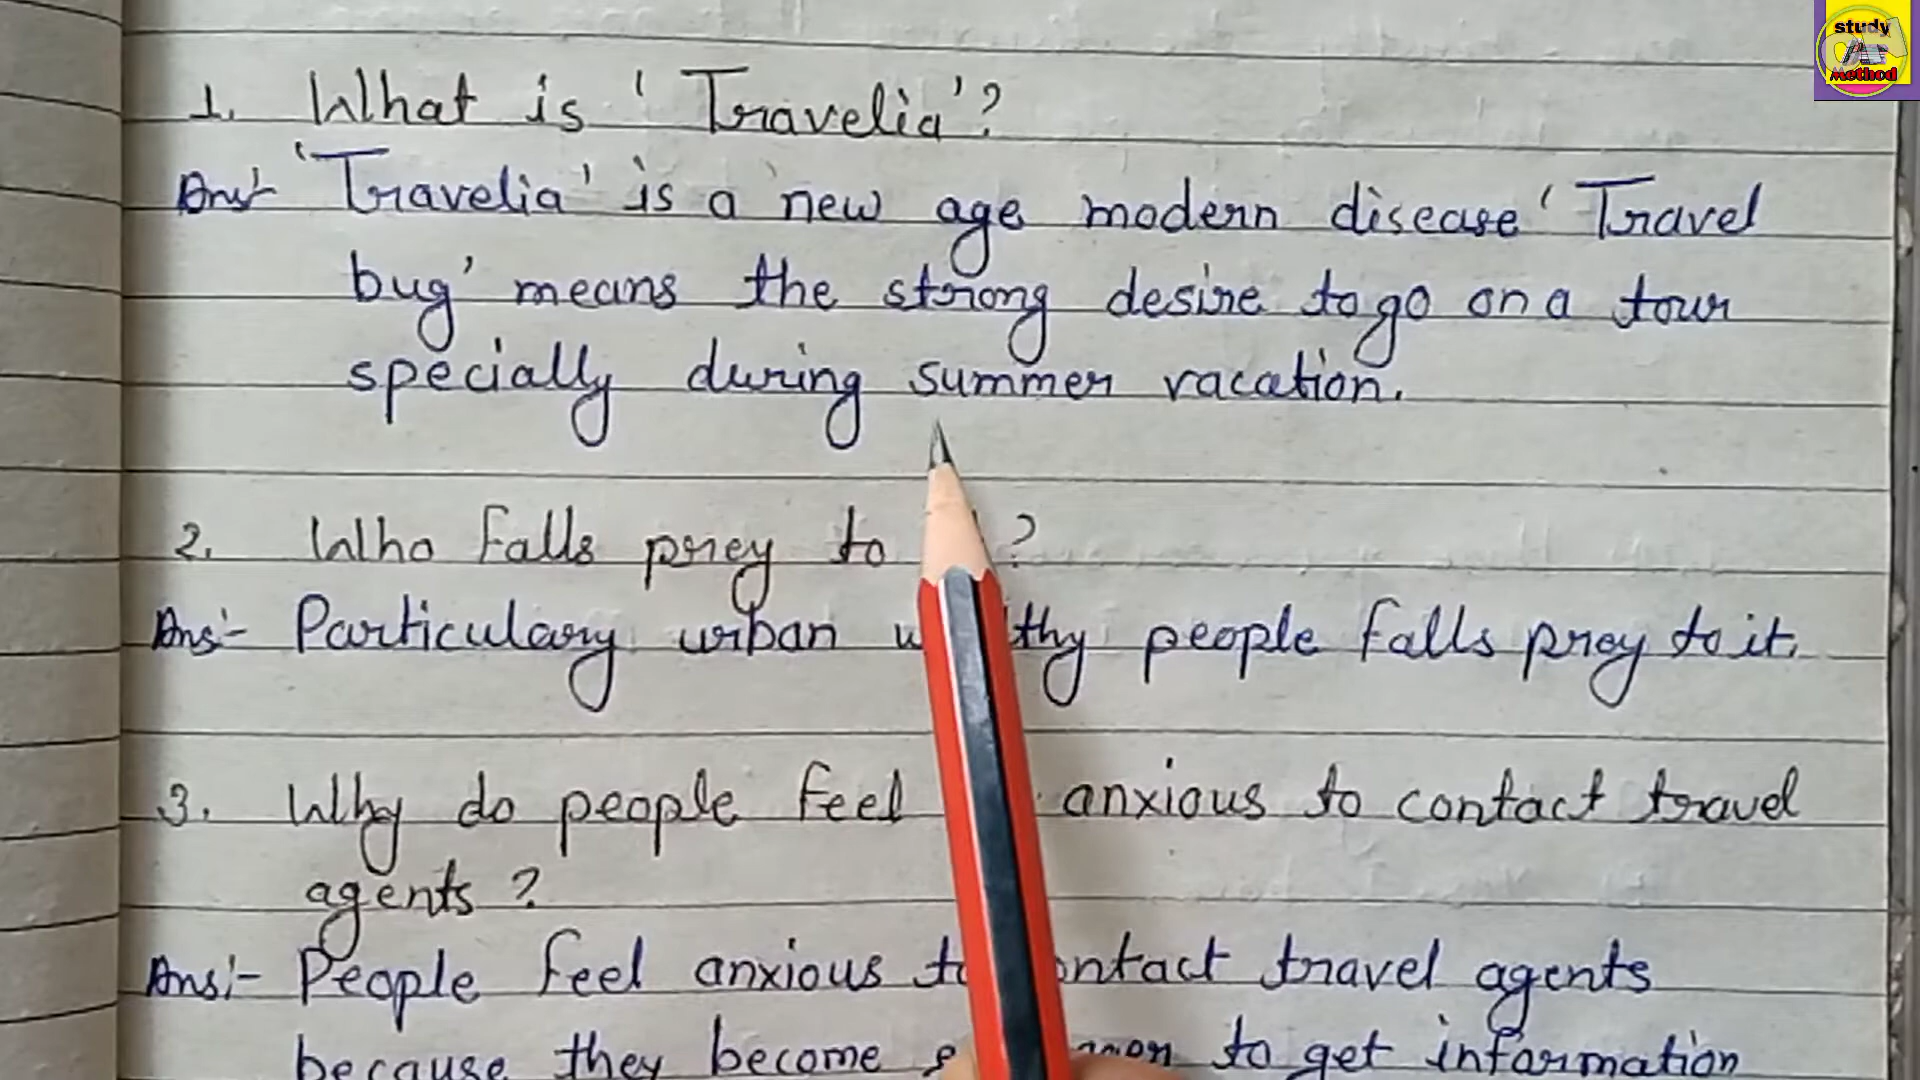 study
Method
1. What is 'Travelia'?
Ans:- 'Travelia' is a new age modern disease 'Travel
bug' means the strong desire to go on a tour
specially during summer vacation.
2. Who falls prey to ?
Ans:- Particulary urban people falls prey to it.
3. Why do people feel anxious to contact travel
agents?
Ans:- People feel anxious travel agents
because they become to get information